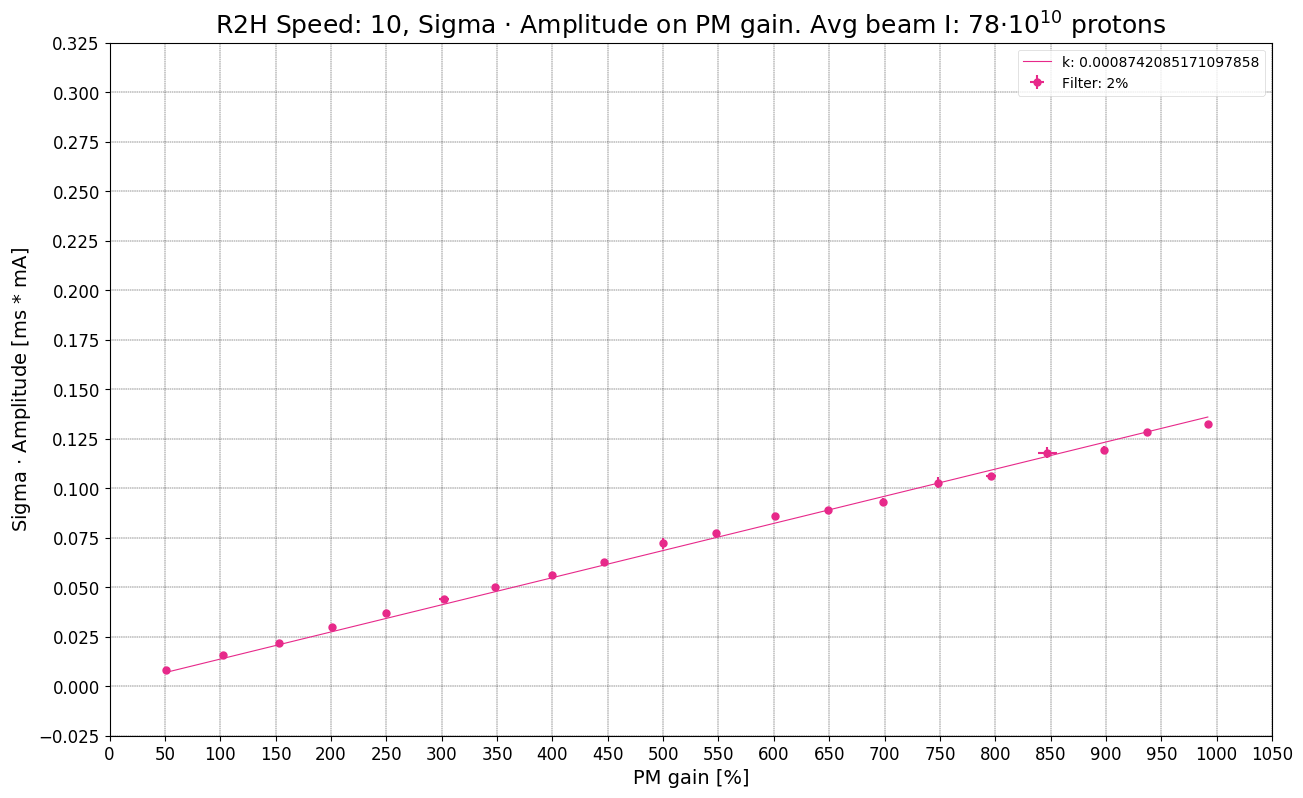 R2H Speed: 10, Sigma · Amplitude on PM gain. Avg beam I: 78·10^10 protons
k: 0.0008742085171097858
Filter: 2%
0.325
0.300
0.275
0.250
0.225
0.200
0.175
0.150
0.125
0.100
0.075
0.050
0.025
0.000
−0.025
Sigma · Amplitude [ms * mA]
0 50 100 150 200 250 300 350 400 450 500 550 600 650 700 750 800 850 900 950 1000 1050
PM gain [%]